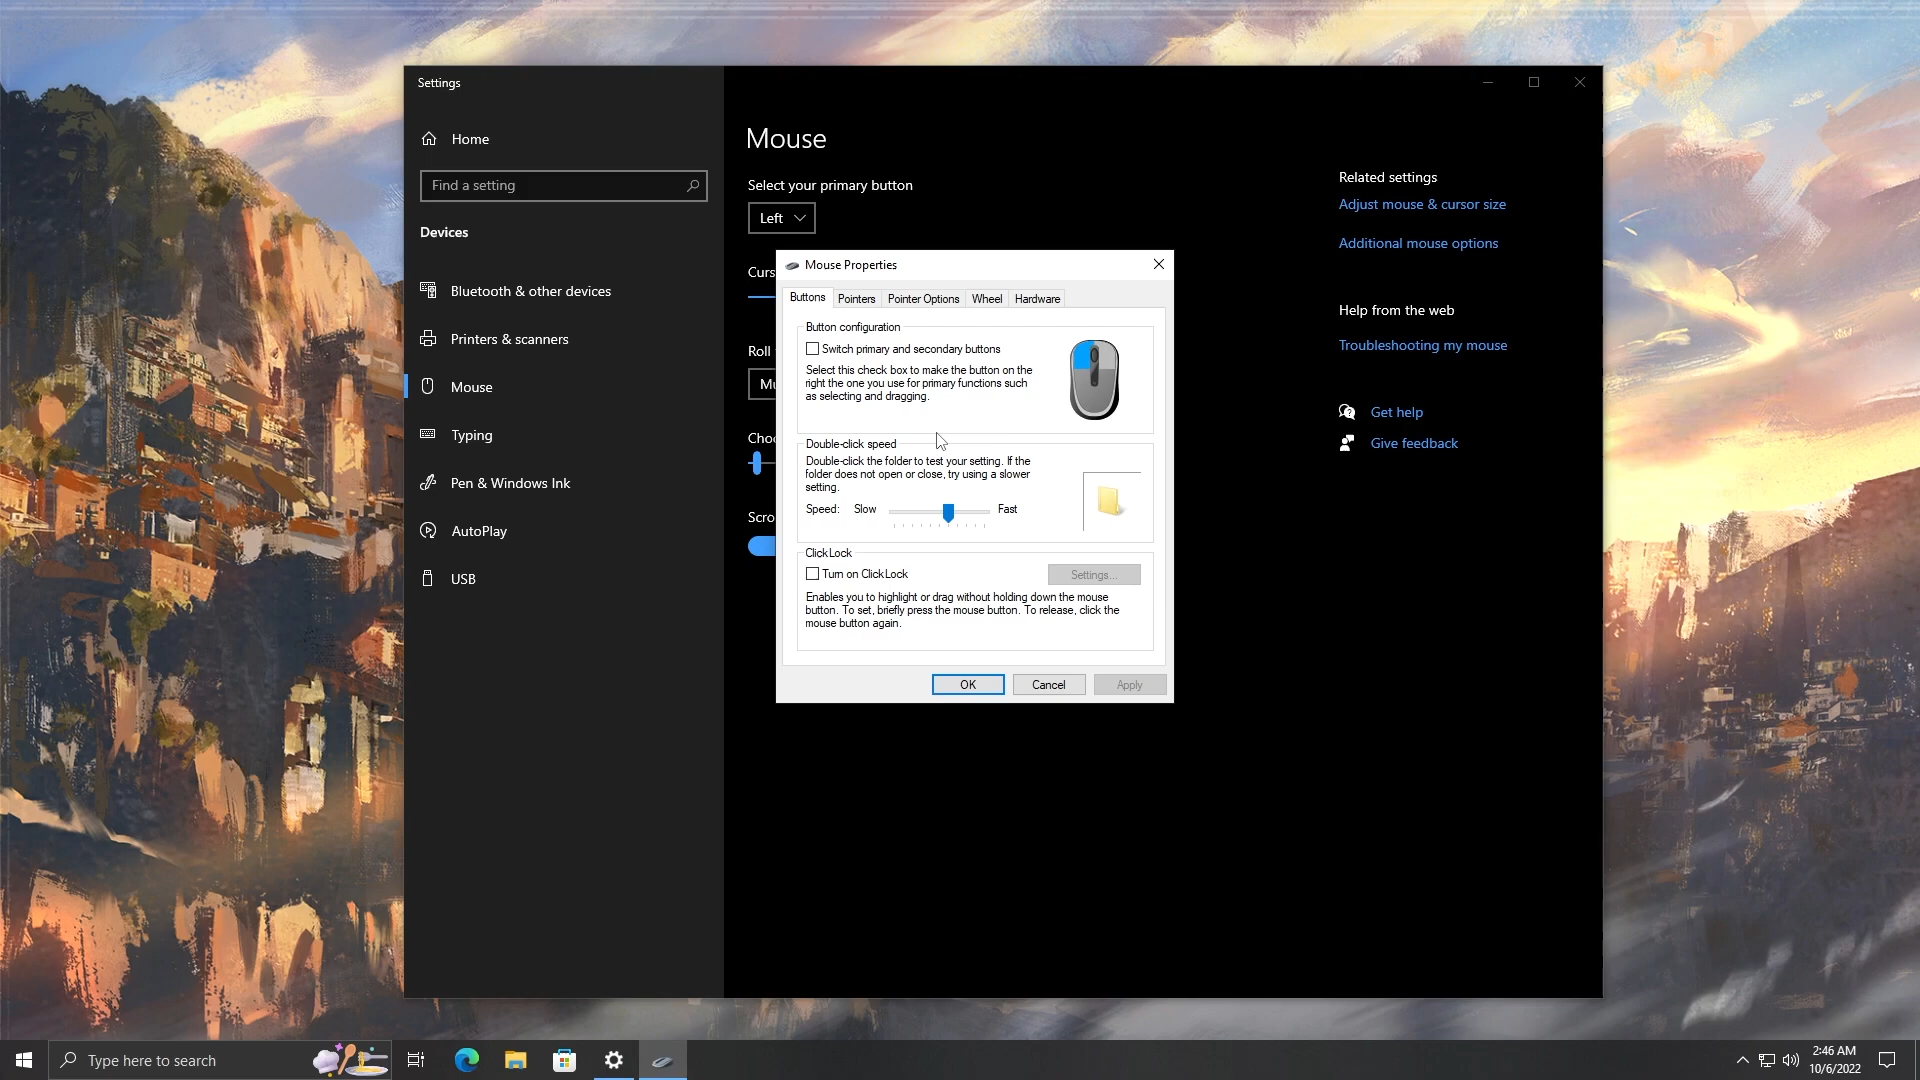 Settings
Home
Find a setting
Devices
Bluetooth & other devices
Printers & scanners
Mouse
Typing
Pen & Windows Ink
AutoPlay
USB
Mouse
Select your primary button
Left
Curs
Roll
Mu
Choo
Scro
Related settings
Adjust mouse & cursor size
Additional mouse options
Help from the web
Troubleshooting my mouse
Get help
Give feedback
Mouse Properties
Buttons Pointers Pointer Options Wheel Hardware
Button configuration
Switch primary and secondary buttons
Select this check box to make the button on the
right the one you use for primary functions such
as selecting and dragging.
Double-click speed
Double-click the folder to test your setting. If the
folder does not open or close, try using a slower
setting.
Speed: Slow Fast
ClickLock
Turn on ClickLock
Settings...
Enables you to highlight or drag without holding down the mouse
button. To set, briefly press the mouse button. To release, click the
mouse button again.
OK Cancel Apply
Type here to search
2:46 AM
10/6/2022